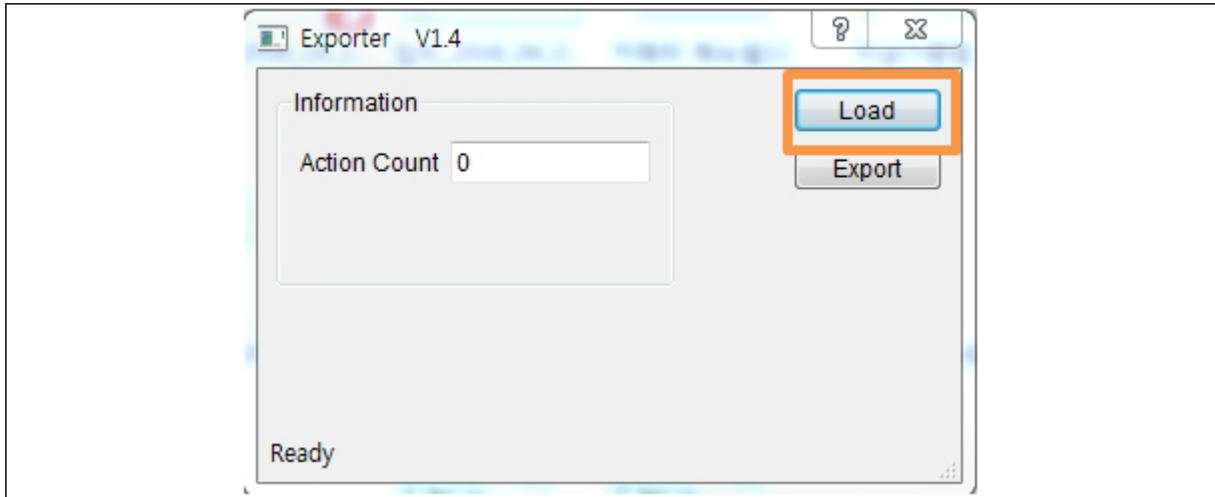 Exporter V1.4
Information
Load
Action Count 0
Export
Ready